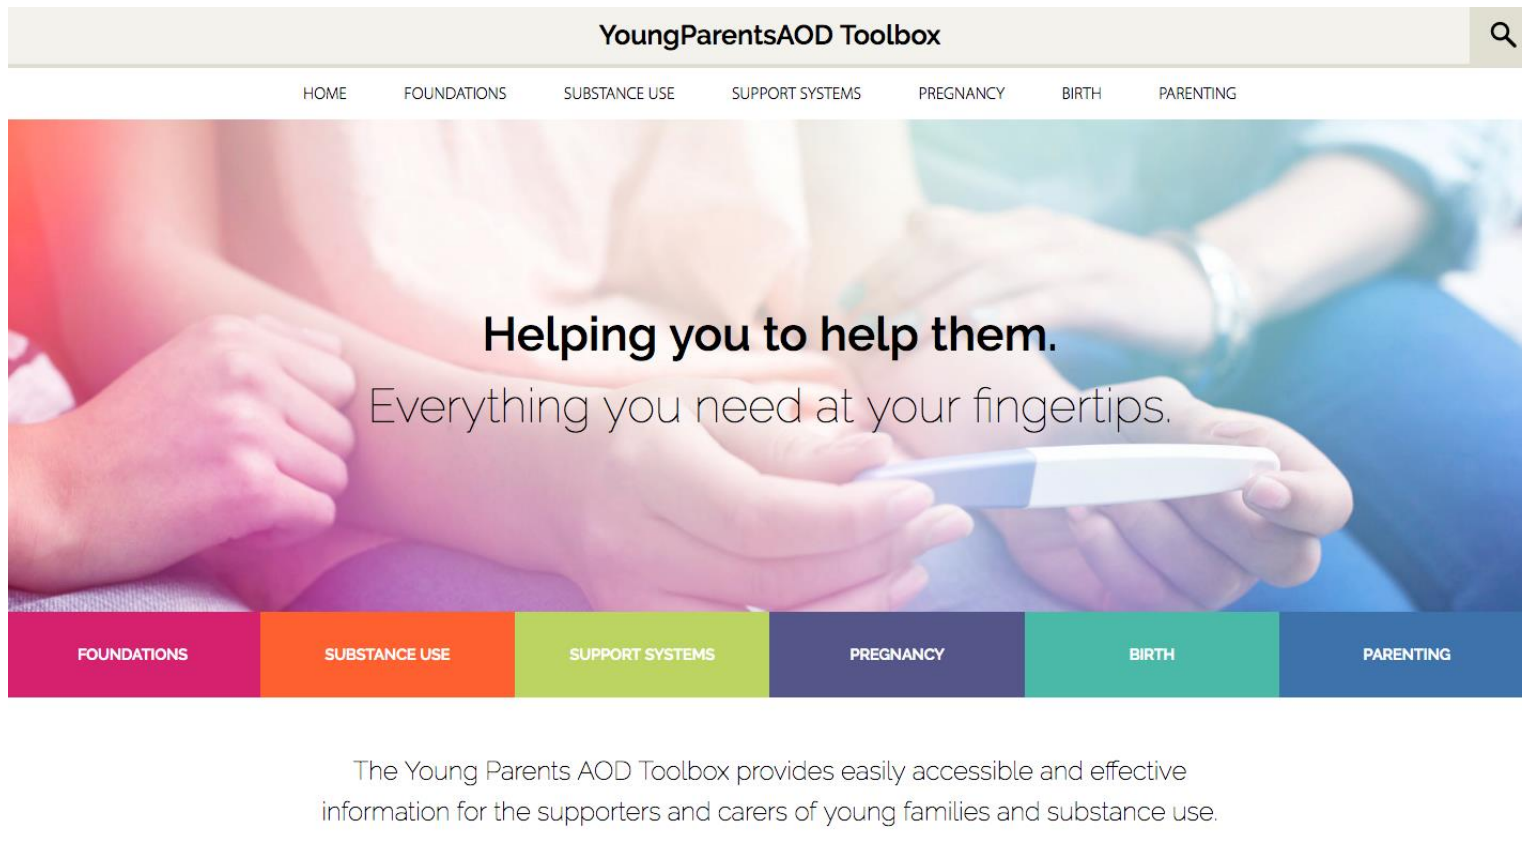 YoungParentsAOD Toolbox
HOME FOUNDATIONS SUBSTANCE USE SUPPORT SYSTEMS PREGNANCY BIRTH PARENTING
Helping you to help them.
Everything you need at your fingertips.
FOUNDATIONS SUBSTANCE USE SUPPORT SYSTEMS PREGNANCY BIRTH PARENTING
The Young Parents AOD Toolbox provides easily accessible and effective
information for the supporters and carers of young families and substance use.